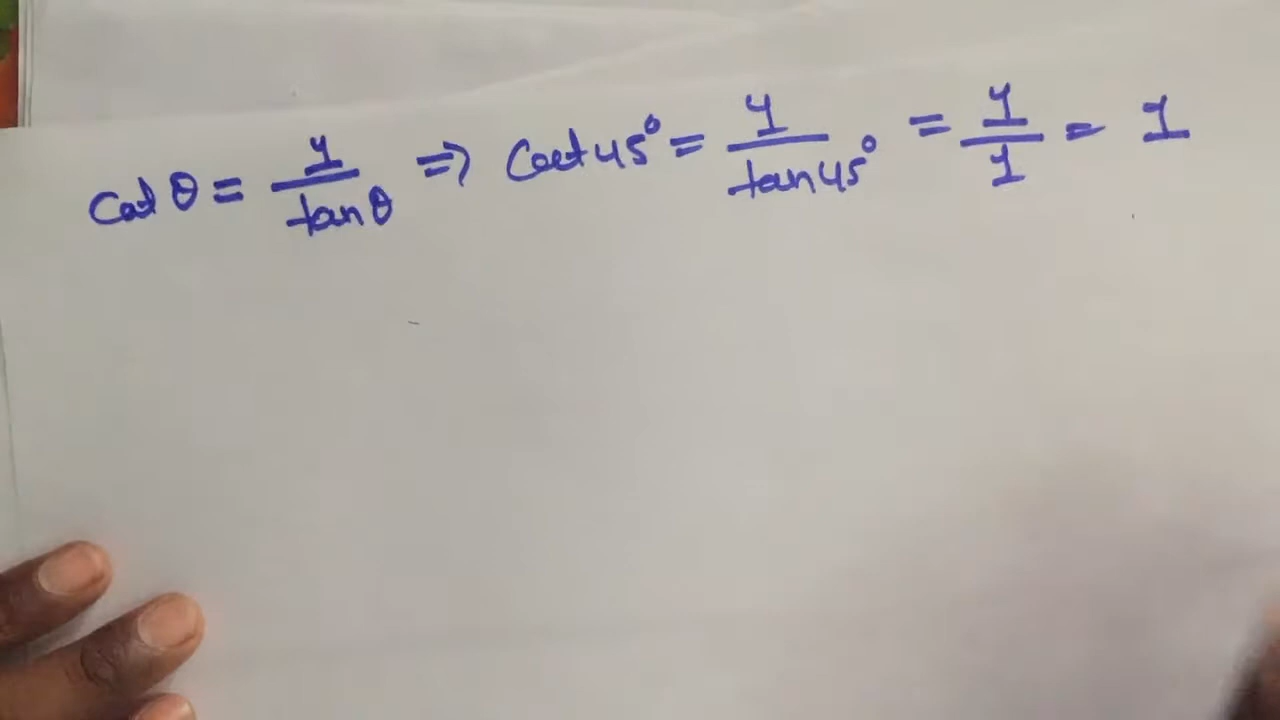 cot θ = 1/tan θ ⇒ cot 45° = 1/tan 45° = 1/1 = 1